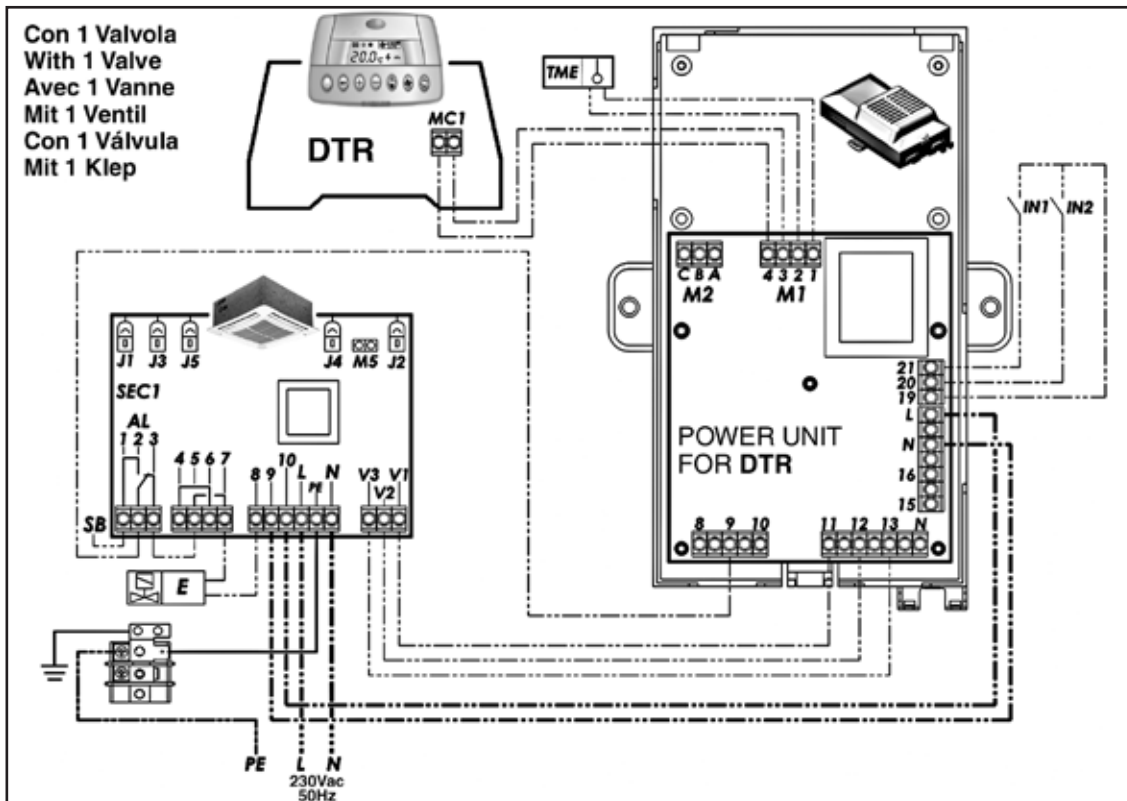 Con 1 Valvola
With 1 Valve
Avec 1 Vanne
Mit 1 Ventil
Con 1 Válvula
Mit 1 Klep
20.0c
MC1
DTR
TME
IN1 IN2
C B A
M2
4 3 2 1
M1
21
20
19
L
N
16
15
POWER UNIT
FOR DTR
8 9 10
11 12 13 N
J1 J3 J5 J4 M5 J2
SEC1
AL
1 2 3
4 5 6 7
8 9 10 L PE N
V3 V2 V1
SB
E
PE L N
230Vac
50Hz